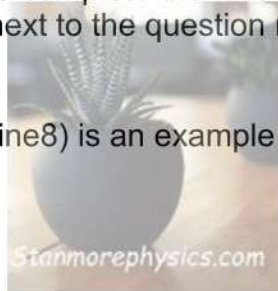 next to the question
ine8) is an example
Stanmorephysics.com